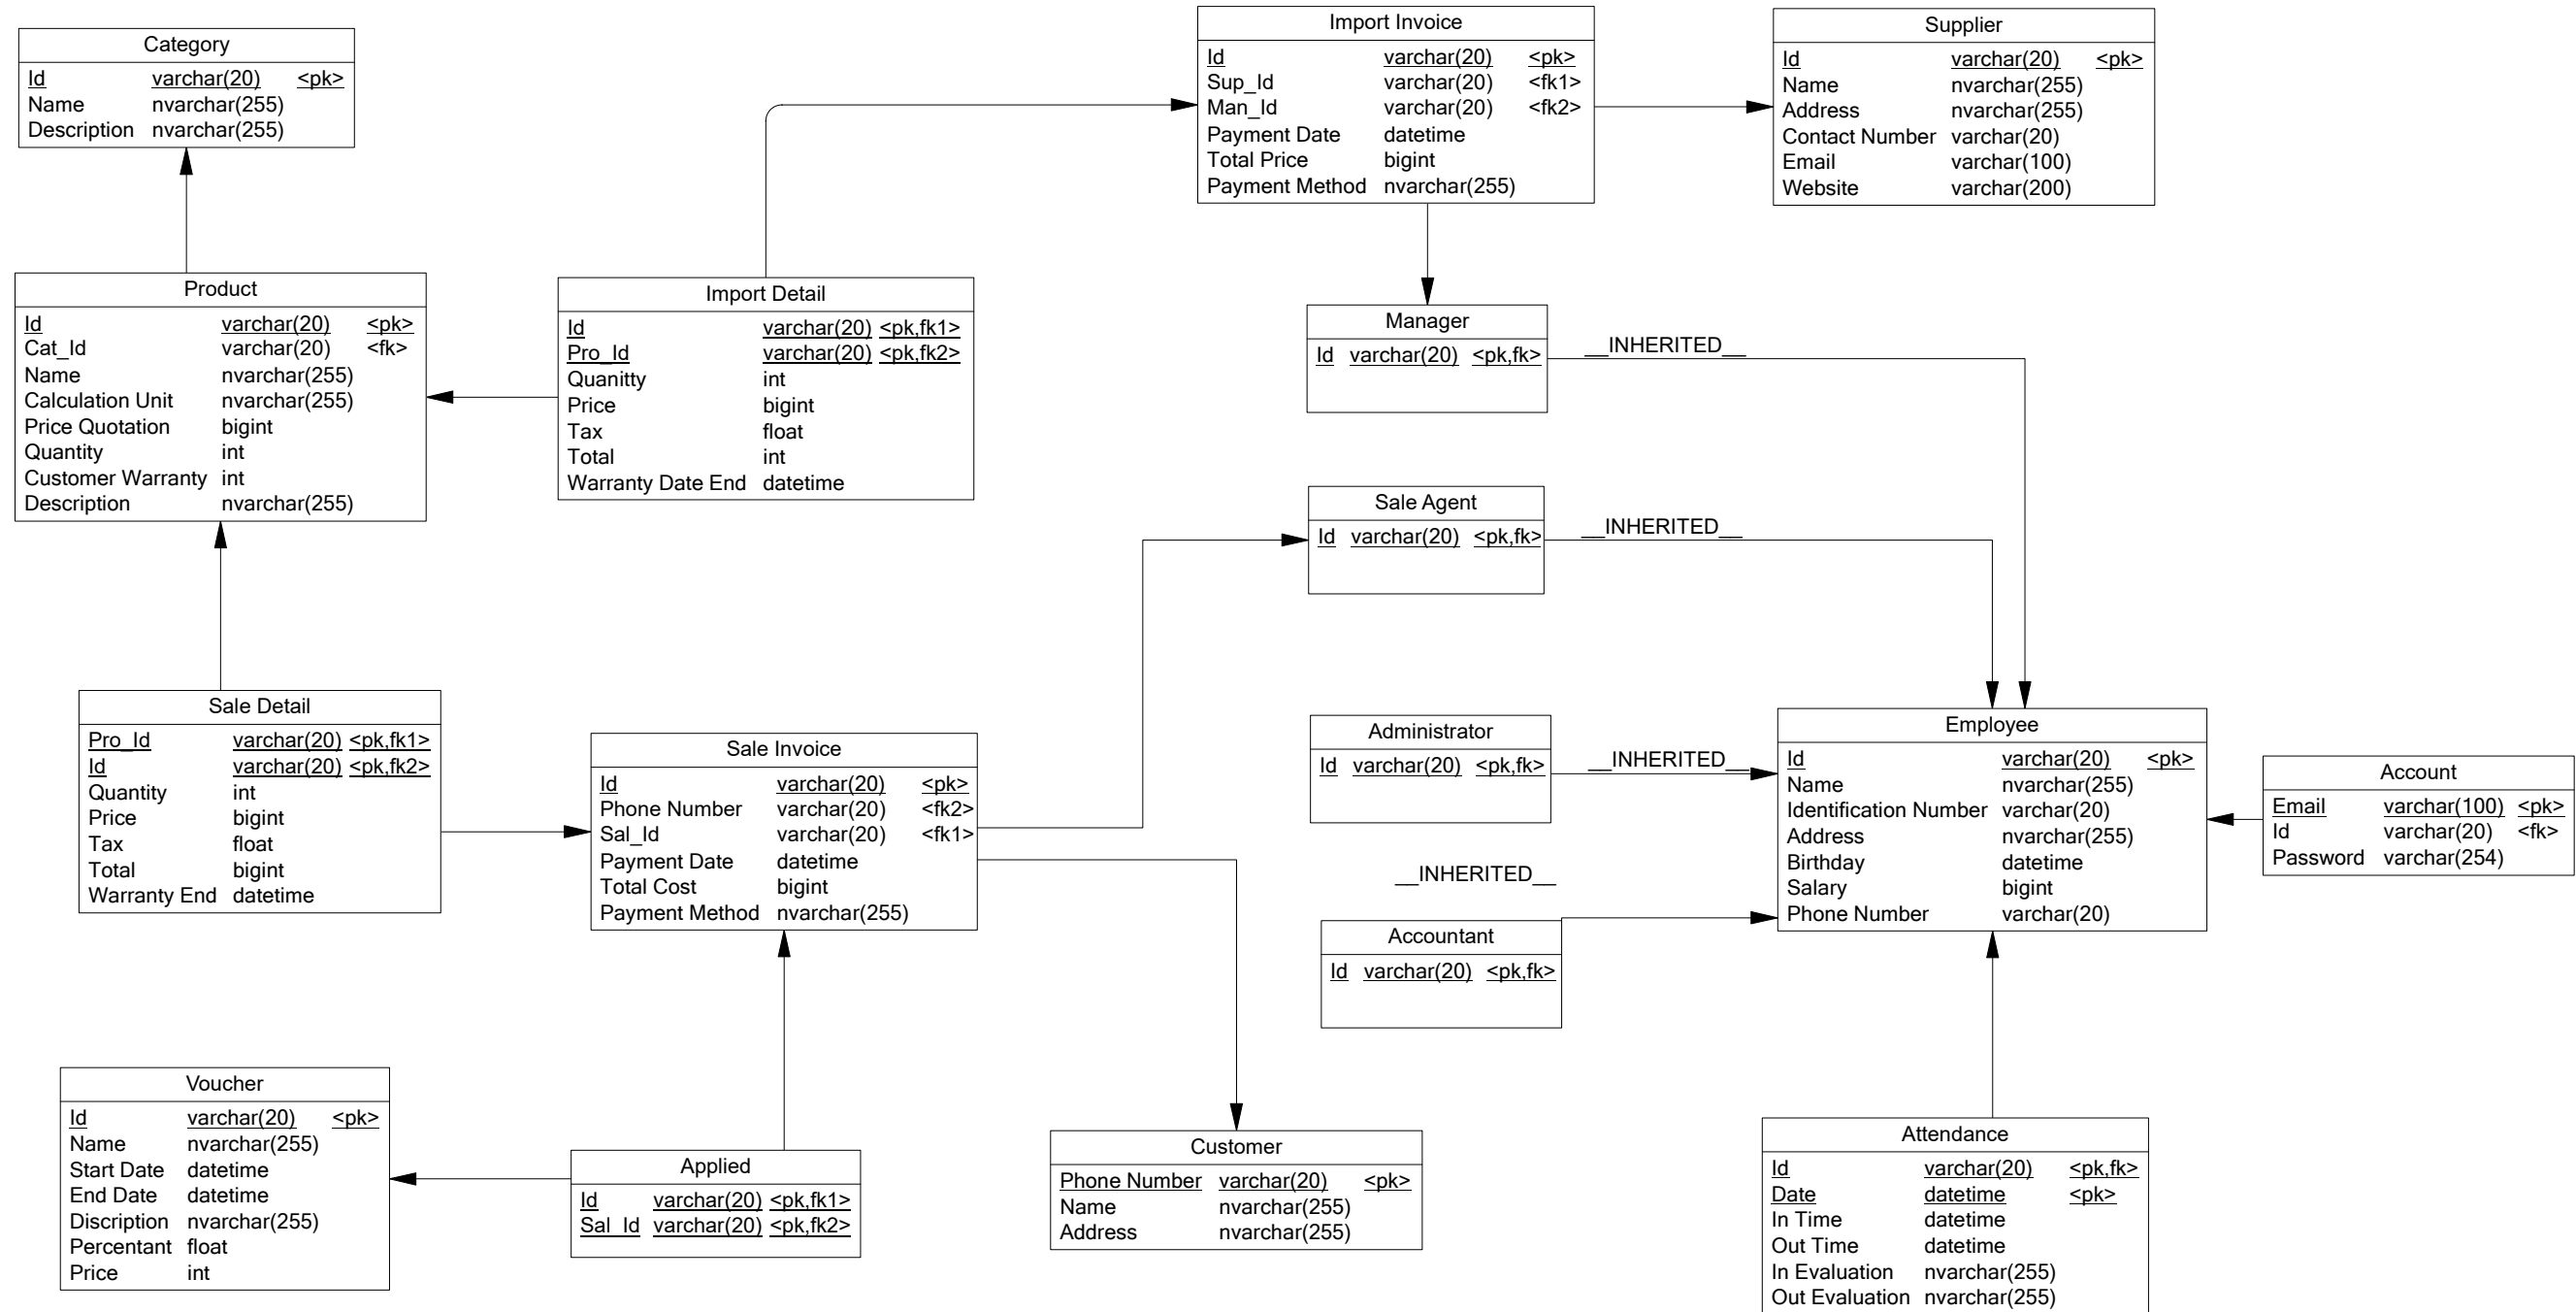 Category
Id varchar(20) <pk>
Name nvarchar(255)
Description nvarchar(255)
Import Invoice
Id varchar(20) <pk>
Sup_Id varchar(20) <fk1>
Man_Id varchar(20) <fk2>
Payment Date datetime
Total Price bigint
Payment Method nvarchar(255)
Supplier
Id varchar(20) <pk>
Name nvarchar(255)
Address nvarchar(255)
Contact Number varchar(20)
Email varchar(100)
Website varchar(200)
Product
Id varchar(20) <pk>
Cat_Id varchar(20) <fk>
Name nvarchar(255)
Calculation Unit nvarchar(255)
Price Quotation bigint
Quantity int
Customer Warranty int
Description nvarchar(255)
Import Detail
Id varchar(20) <pk,fk1>
Pro_Id varchar(20) <pk,fk2>
Quanitty int
Price bigint
Tax float
Total int
Warranty Date End datetime
Manager
Id varchar(20) <pk,fk>
__INHERITED__
Sale Agent
Id varchar(20) <pk,fk>
__INHERITED__
Sale Detail
Pro_Id varchar(20) <pk,fk1>
Id varchar(20) <pk,fk2>
Quantity int
Price bigint
Tax float
Total bigint
Warranty End datetime
Sale Invoice
Id varchar(20) <pk>
Phone Number varchar(20) <fk2>
Sal_Id varchar(20) <fk1>
Payment Date datetime
Total Cost bigint
Payment Method nvarchar(255)
Administrator
Id varchar(20) <pk,fk>
__INHERITED__
Employee
Id varchar(20) <pk>
Name nvarchar(255)
Identification Number varchar(20)
Address nvarchar(255)
Birthday datetime
Salary bigint
Phone Number varchar(20)
Account
Email varchar(100) <pk>
Id varchar(20) <fk>
Password varchar(254)
__INHERITED__
Accountant
Id varchar(20) <pk,fk>
Voucher
Id varchar(20) <pk>
Name nvarchar(255)
Start Date datetime
End Date datetime
Discription nvarchar(255)
Percentant float
Price int
Applied
Id varchar(20) <pk,fk1>
Sal_Id varchar(20) <pk,fk2>
Customer
Phone Number varchar(20) <pk>
Name nvarchar(255)
Address nvarchar(255)
Attendance
Id varchar(20) <pk,fk>
Date datetime <pk>
In Time datetime
Out Time datetime
In Evaluation nvarchar(255)
Out Evaluation nvarchar(255)